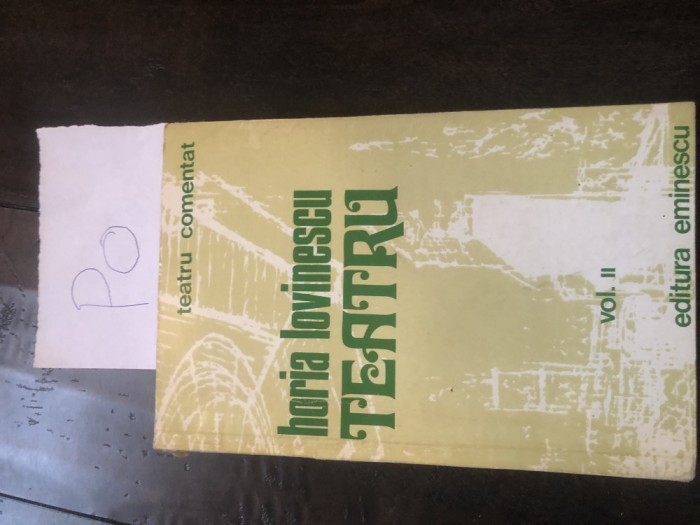 PO
teatru comentat
horia lovinescu
TEATRU
vol. II
editura eminescu